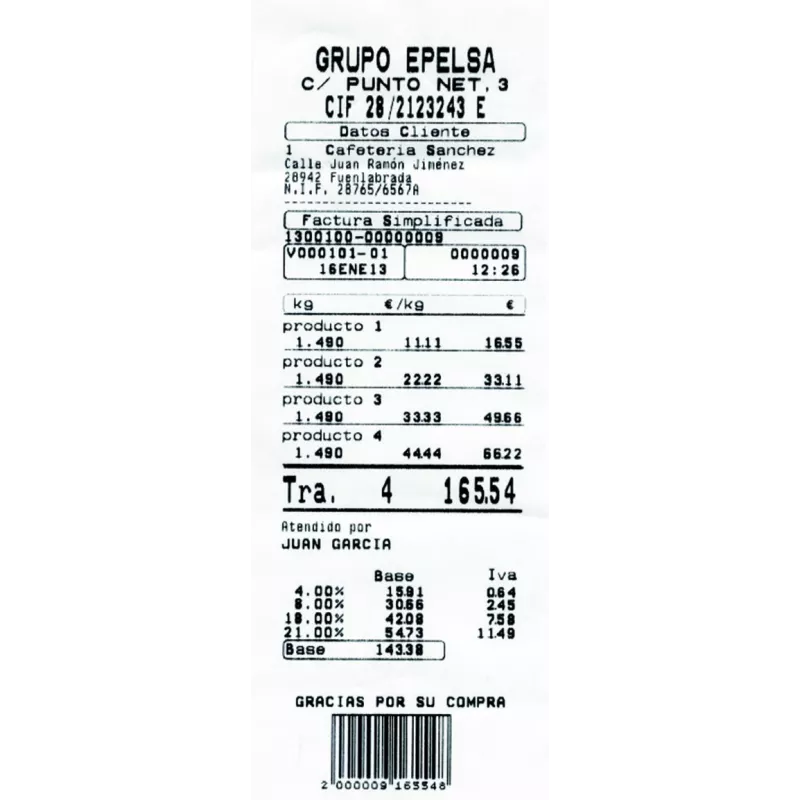 GRUPO EPELSA
C/ PUNTO NET, 3
CIF 28/2123243 E
Datos Cliente
1 Cafeteria Sanchez
Calle Juan Ramón Jiménez
28942 Fuenlabrada
N.I.F. 28765/6567A
Factura Simplificada
1300100-00000009
V000101-01 0000009
16ENE13 12:26
kg €/kg €
producto 1
1.490 11.11 16.55
producto 2
1.490 22.22 33.11
producto 3
1.490 33.33 49.66
producto 4
1.490 44.44 66.22
Tra. 4 165.54
Atendido por
JUAN GARCIA
Base Iva
4.00% 15.91 0.64
8.00% 30.66 2.45
18.00% 42.08 7.58
21.00% 54.73 11.49
Base 143.38
GRACIAS POR SU COMPRA
2 000009 165548